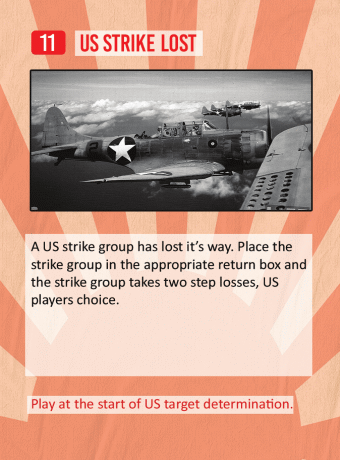 11 US STRIKE LOST
A US strike group has lost it's way. Place the
strike group in the appropriate return box and
the strike group takes two step losses, US
players choice.
Play at the start of US target determination.